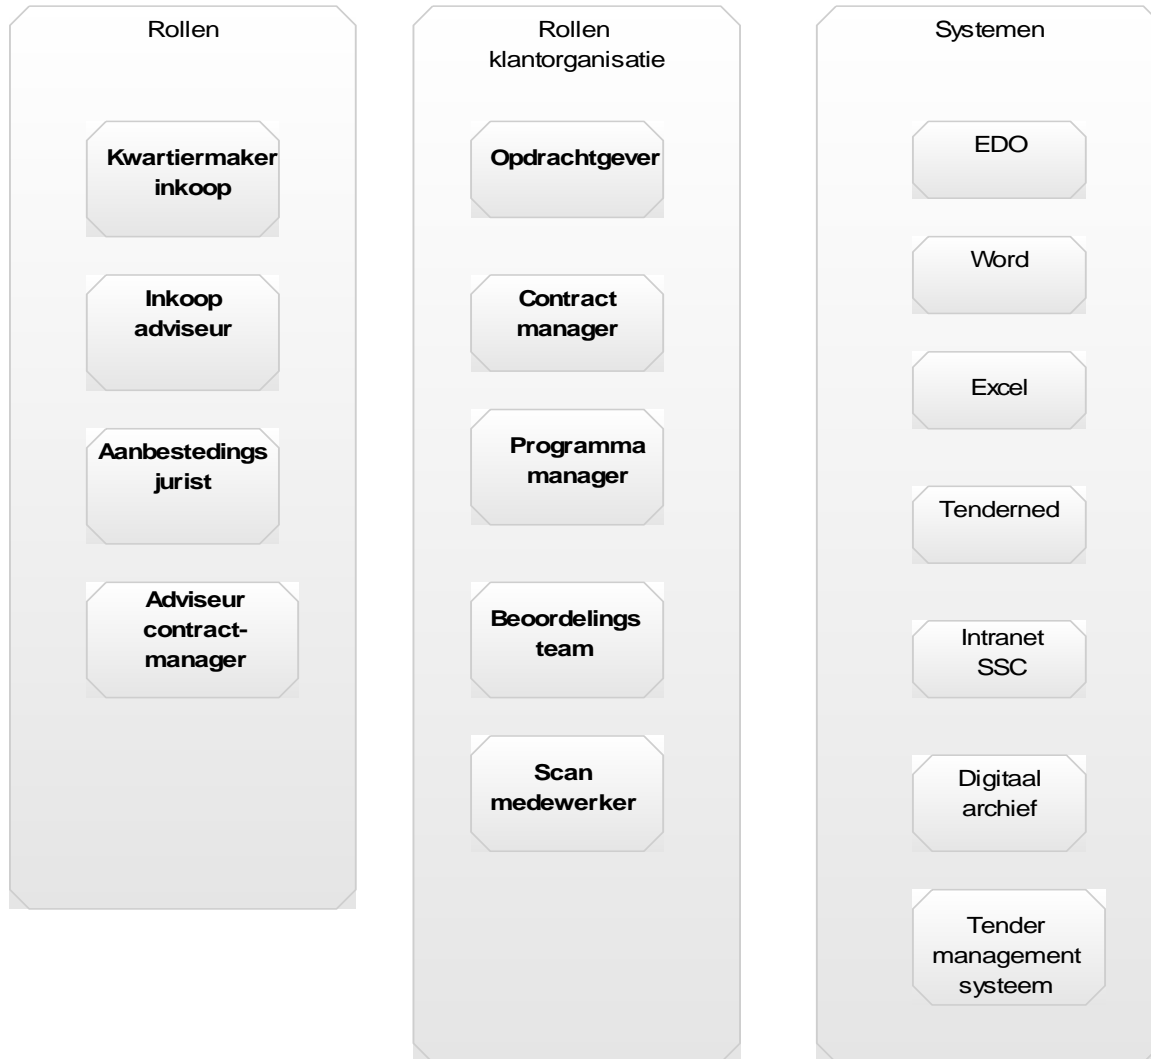 Rollen
Kwartiermaker
inkoop
Inkoop
adviseur
Aanbestedings
jurist
Adviseur
contract-
manager
Rollen
klantorganisatie
Opdrachtgever
Contract
manager
Programma
manager
Beoordelings
team
Scan
medewerker
Systemen
EDO
Word
Excel
Tenderned
Intranet
SSC
Digitaal
archief
Tender
management
systeem